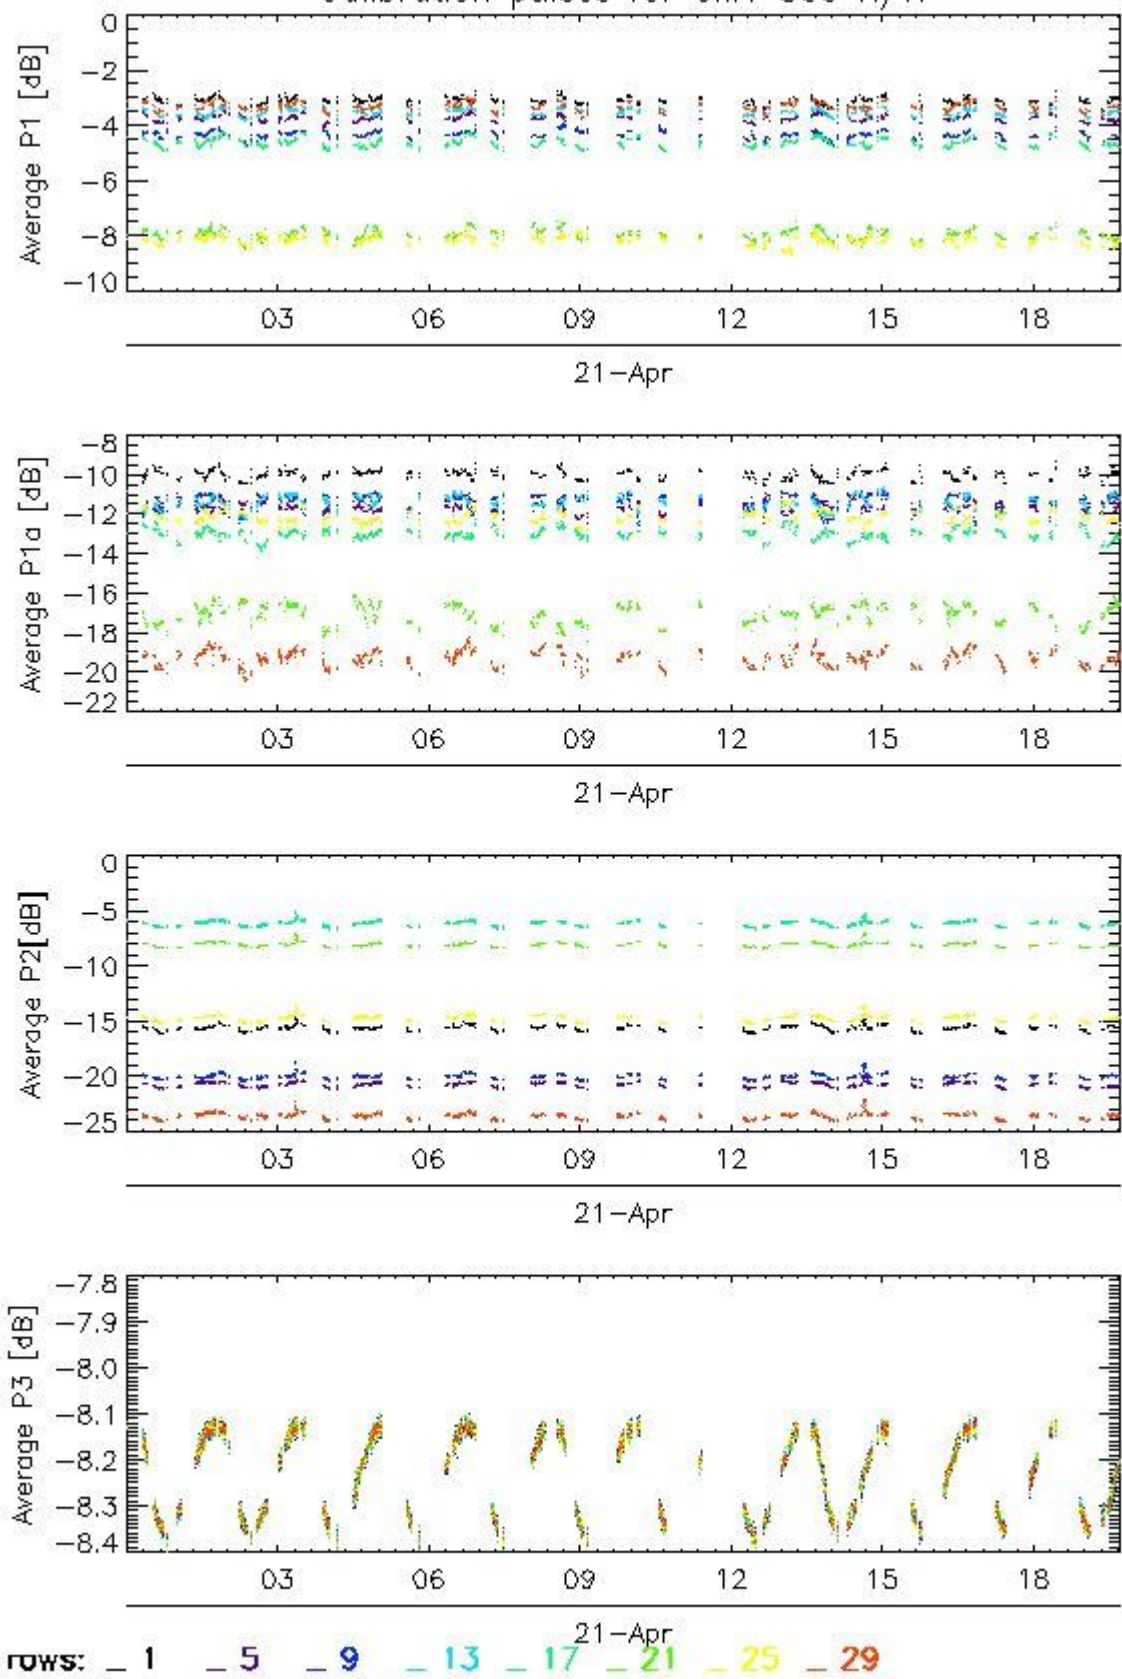 Average P1 [dB]
0
−2
−4
−6
−8
−10
03 06 09 12 15 18
21−Apr
Average P1a [dB]
−8
−10
−12
−14
−16
−18
−20
−22
03 06 09 12 15 18
21−Apr
Average P2[dB]
0
−5
−10
−15
−20
−25
03 06 09 12 15 18
21−Apr
Average P3 [dB]
−7.8
−7.9
−8.0
−8.1
−8.2
−8.3
−8.4
03 06 09 12 15 18
21−Apr
rows: _ 1 _ 5 _ 9 _ 13 _ 17 _ 21 _ 25 _ 29